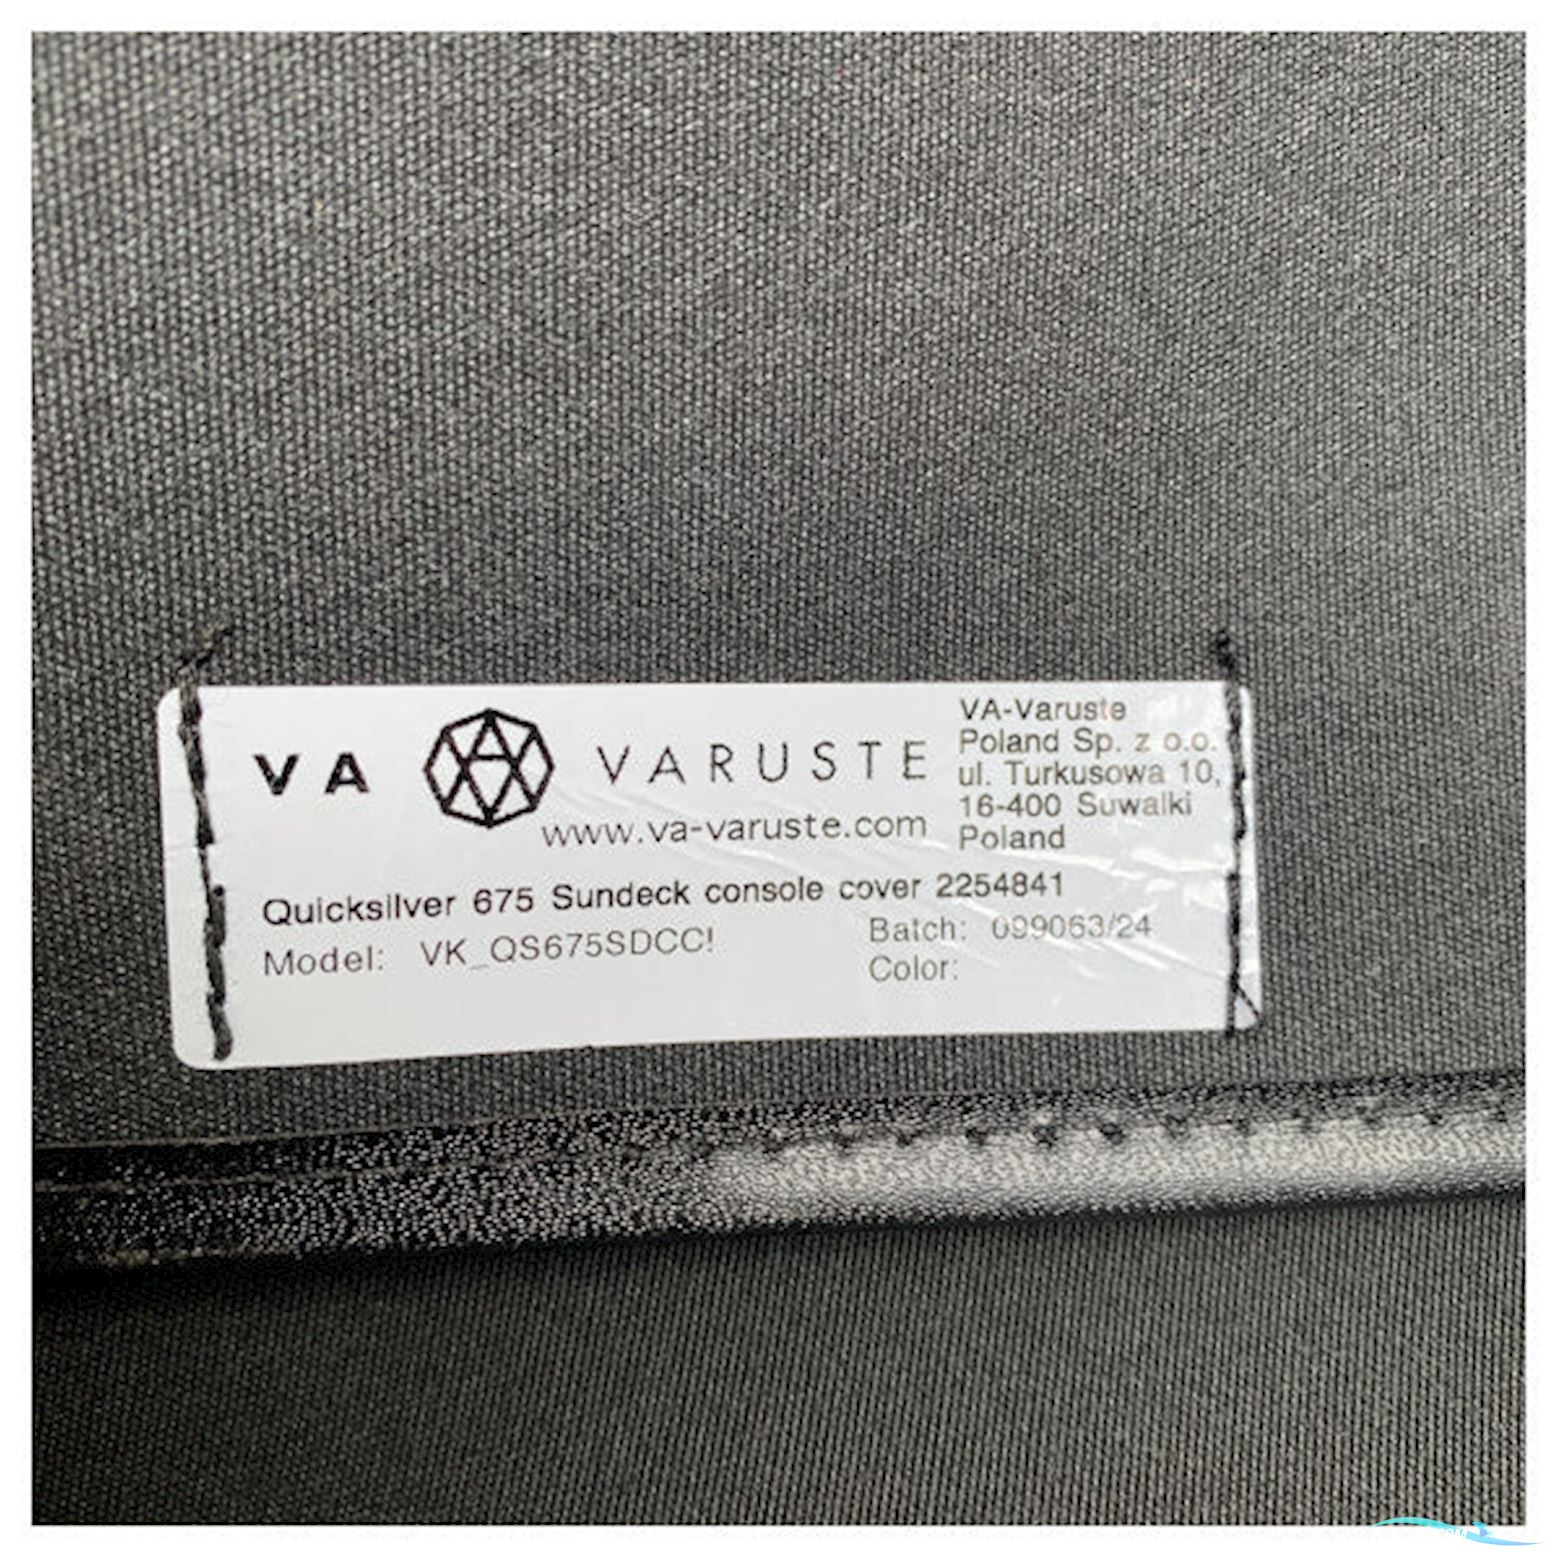 VA VARUSTE
www.va-varuste.com
VA-Varuste
Poland Sp. z o.o.
ul. Turkusowa 10,
16-400 Suwalki
Poland
Quicksilver 675 Sundeck console cover 2254841
Model: VK_QS675SDCC!
Batch: 099063/24
Color: